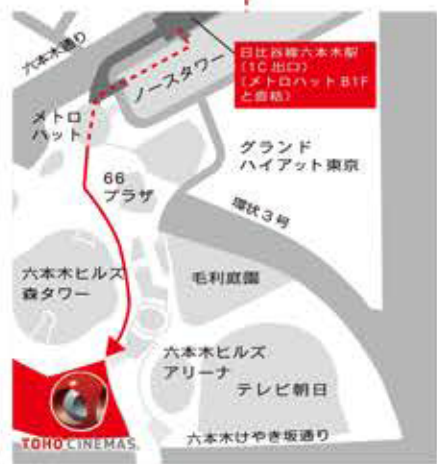 六本木通り
日比谷線六本木駅
(1C出口)
(メトロハットB1F
と直結)
ノースタワー
メトロ
ハット
グランド
ハイアット東京
66
プラザ
環状3号
六本木ヒルズ
森タワー
毛利庭園
六本木ヒルズ
アリーナ
テレビ朝日
TOHO CINEMAS
六本木けやき坂通り